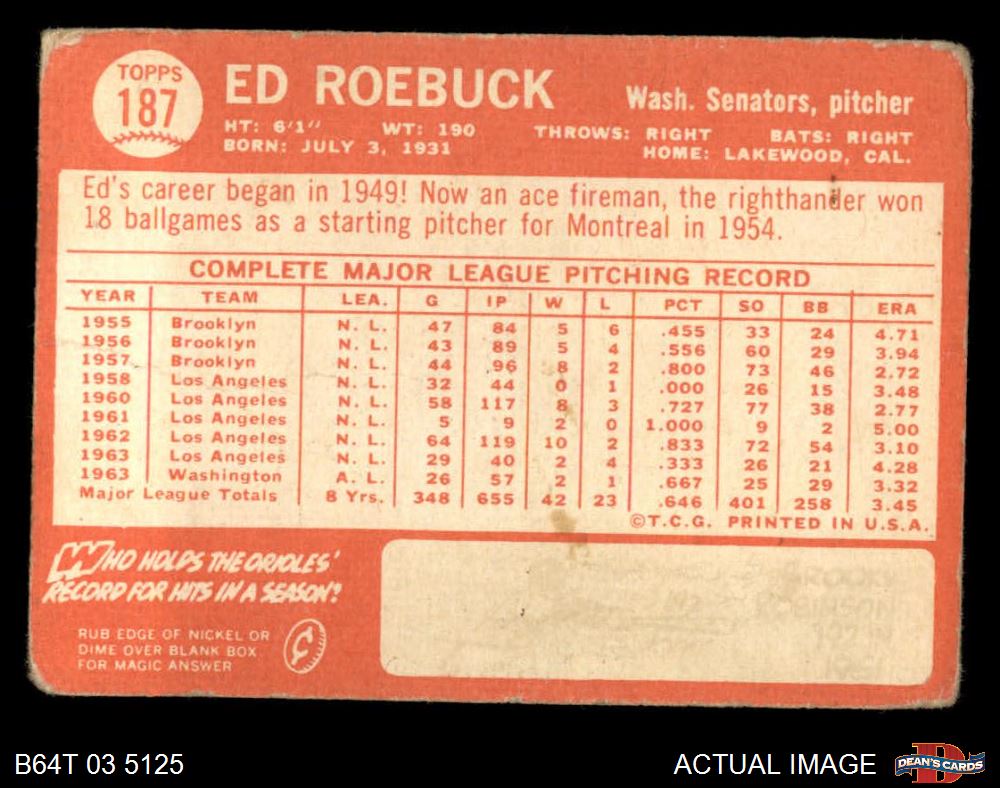 TOPPS
187
ED ROEBUCK
Wash. Senators, pitcher
HT: 6'1" WT: 190 THROWS: RIGHT BATS: RIGHT
BORN: JULY 3, 1931 HOME: LAKEWOOD, CAL.
Ed's career began in 1949! Now an ace fireman, the righthander won
18 ballgames as a starting pitcher for Montreal in 1954.
COMPLETE MAJOR LEAGUE PITCHING RECORD
YEAR TEAM LEA. G IP W L PCT SO BB ERA
1955 Brooklyn N. L. 47 84 5 6 .455 33 24 4.71
1956 Brooklyn N. L. 43 89 5 4 .556 60 29 3.94
1957 Brooklyn N. L. 44 96 8 2 .800 73 46 2.72
1958 Los Angeles N. L. 32 44 0 1 .000 26 15 3.48
1960 Los Angeles N. L. 58 117 8 3 .727 77 38 2.77
1961 Los Angeles N. L. 5 9 2 0 1.000 9 2 5.00
1962 Los Angeles N. L. 64 119 10 2 .833 72 54 3.10
1963 Los Angeles N. L. 29 40 2 4 .333 26 21 4.28
1963 Washington A. L. 26 57 2 1 .667 25 29 3.32
Major League Totals 8 Yrs. 348 655 42 23 .646 401 258 3.45
©T.C.G. PRINTED IN U.S.A.
WHO HOLDS THE ORIOLES'
RECORD FOR HITS IN A SEASON?
RUB EDGE OF NICKEL OR
DIME OVER BLANK BOX
FOR MAGIC ANSWER
BROOKS
ROBINSON
B64T 03 5125
ACTUAL IMAGE
DEAN'S CARDS